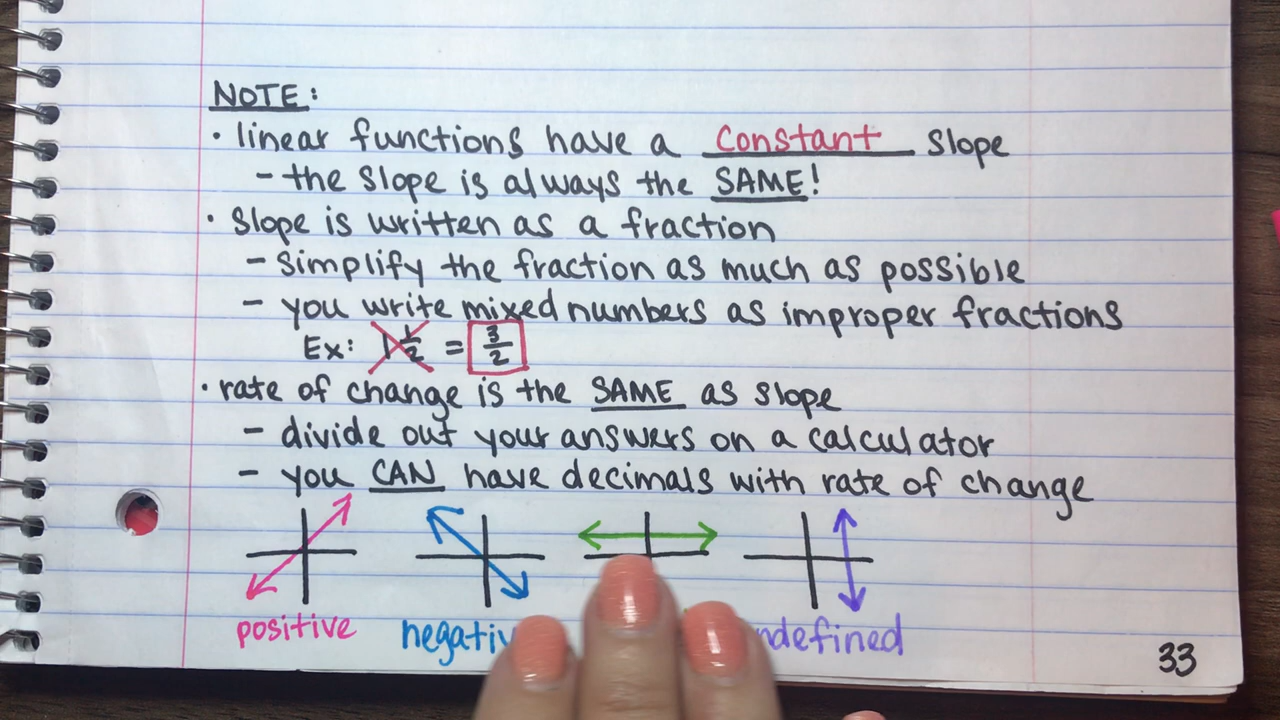 NOTE:
• linear functions have a constant slope
- the slope is always the SAME!
• slope is written as a fraction
- simplify the fraction as much as possible
- you write mixed numbers as improper fractions
Ex: 1 1/2 = 3/2
• rate of change is the SAME as slope
- divide out your answers on a calculator
- you CAN have decimals with rate of change
positive
33